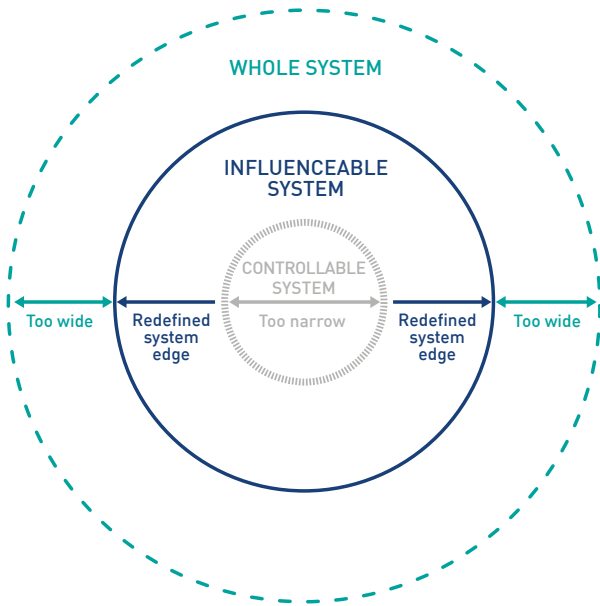 WHOLE SYSTEM
INFLUENCEABLE
SYSTEM
CONTROLLABLE
SYSTEM
Too wide
Redefined
system
edge
Too narrow
Redefined
system
edge
Too wide